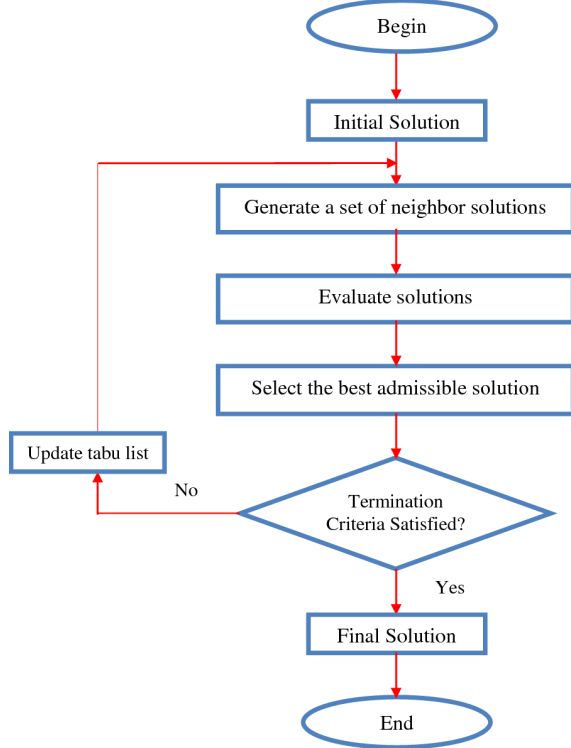 Begin
Initial Solution
Generate a set of neighbor solutions
Evaluate solutions
Select the best admissible solution
Update tabu list
No
Termination
Criteria Satisfied?
Yes
Final Solution
End